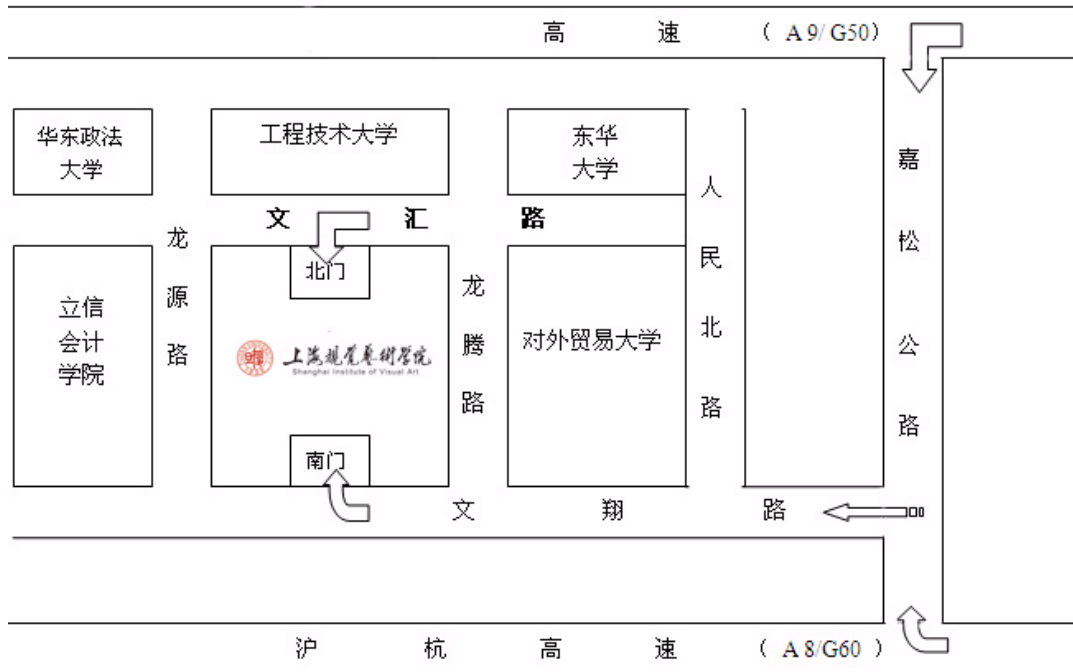 高速（A9/G50）
华东政法
大学
工程技术大学
东华
大学
嘉松公路
人民北路
文汇路
龙源路
北门
龙腾路
立信
会计
学院
上海视觉艺术学院
Shanghai Institute of Visual Art
对外贸易大学
南门
文翔路
沪杭高速（A8/G60）